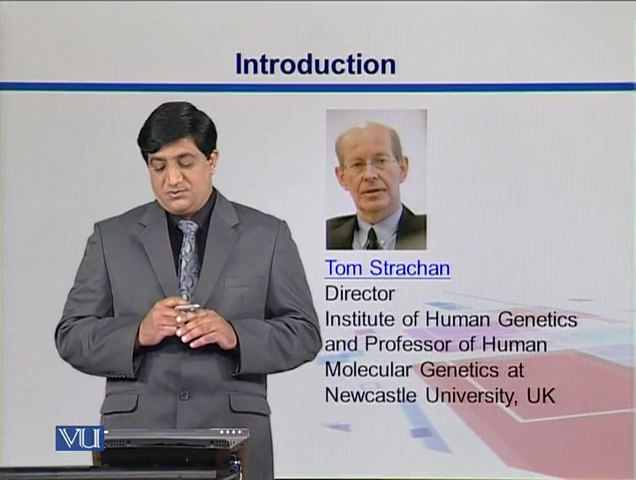 Introduction
Tom Strachan
Director
Institute of Human Genetics
and Professor of Human
Molecular Genetics at
Newcastle University, UK
VU